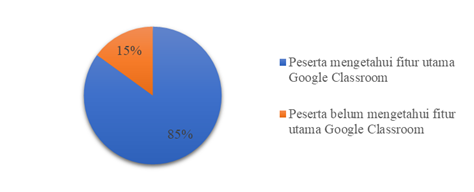 15%
85%
Peserta mengetahui fitur utama
Google Classroom
Peserta belum mengetahui fitur
utama Google Classroom